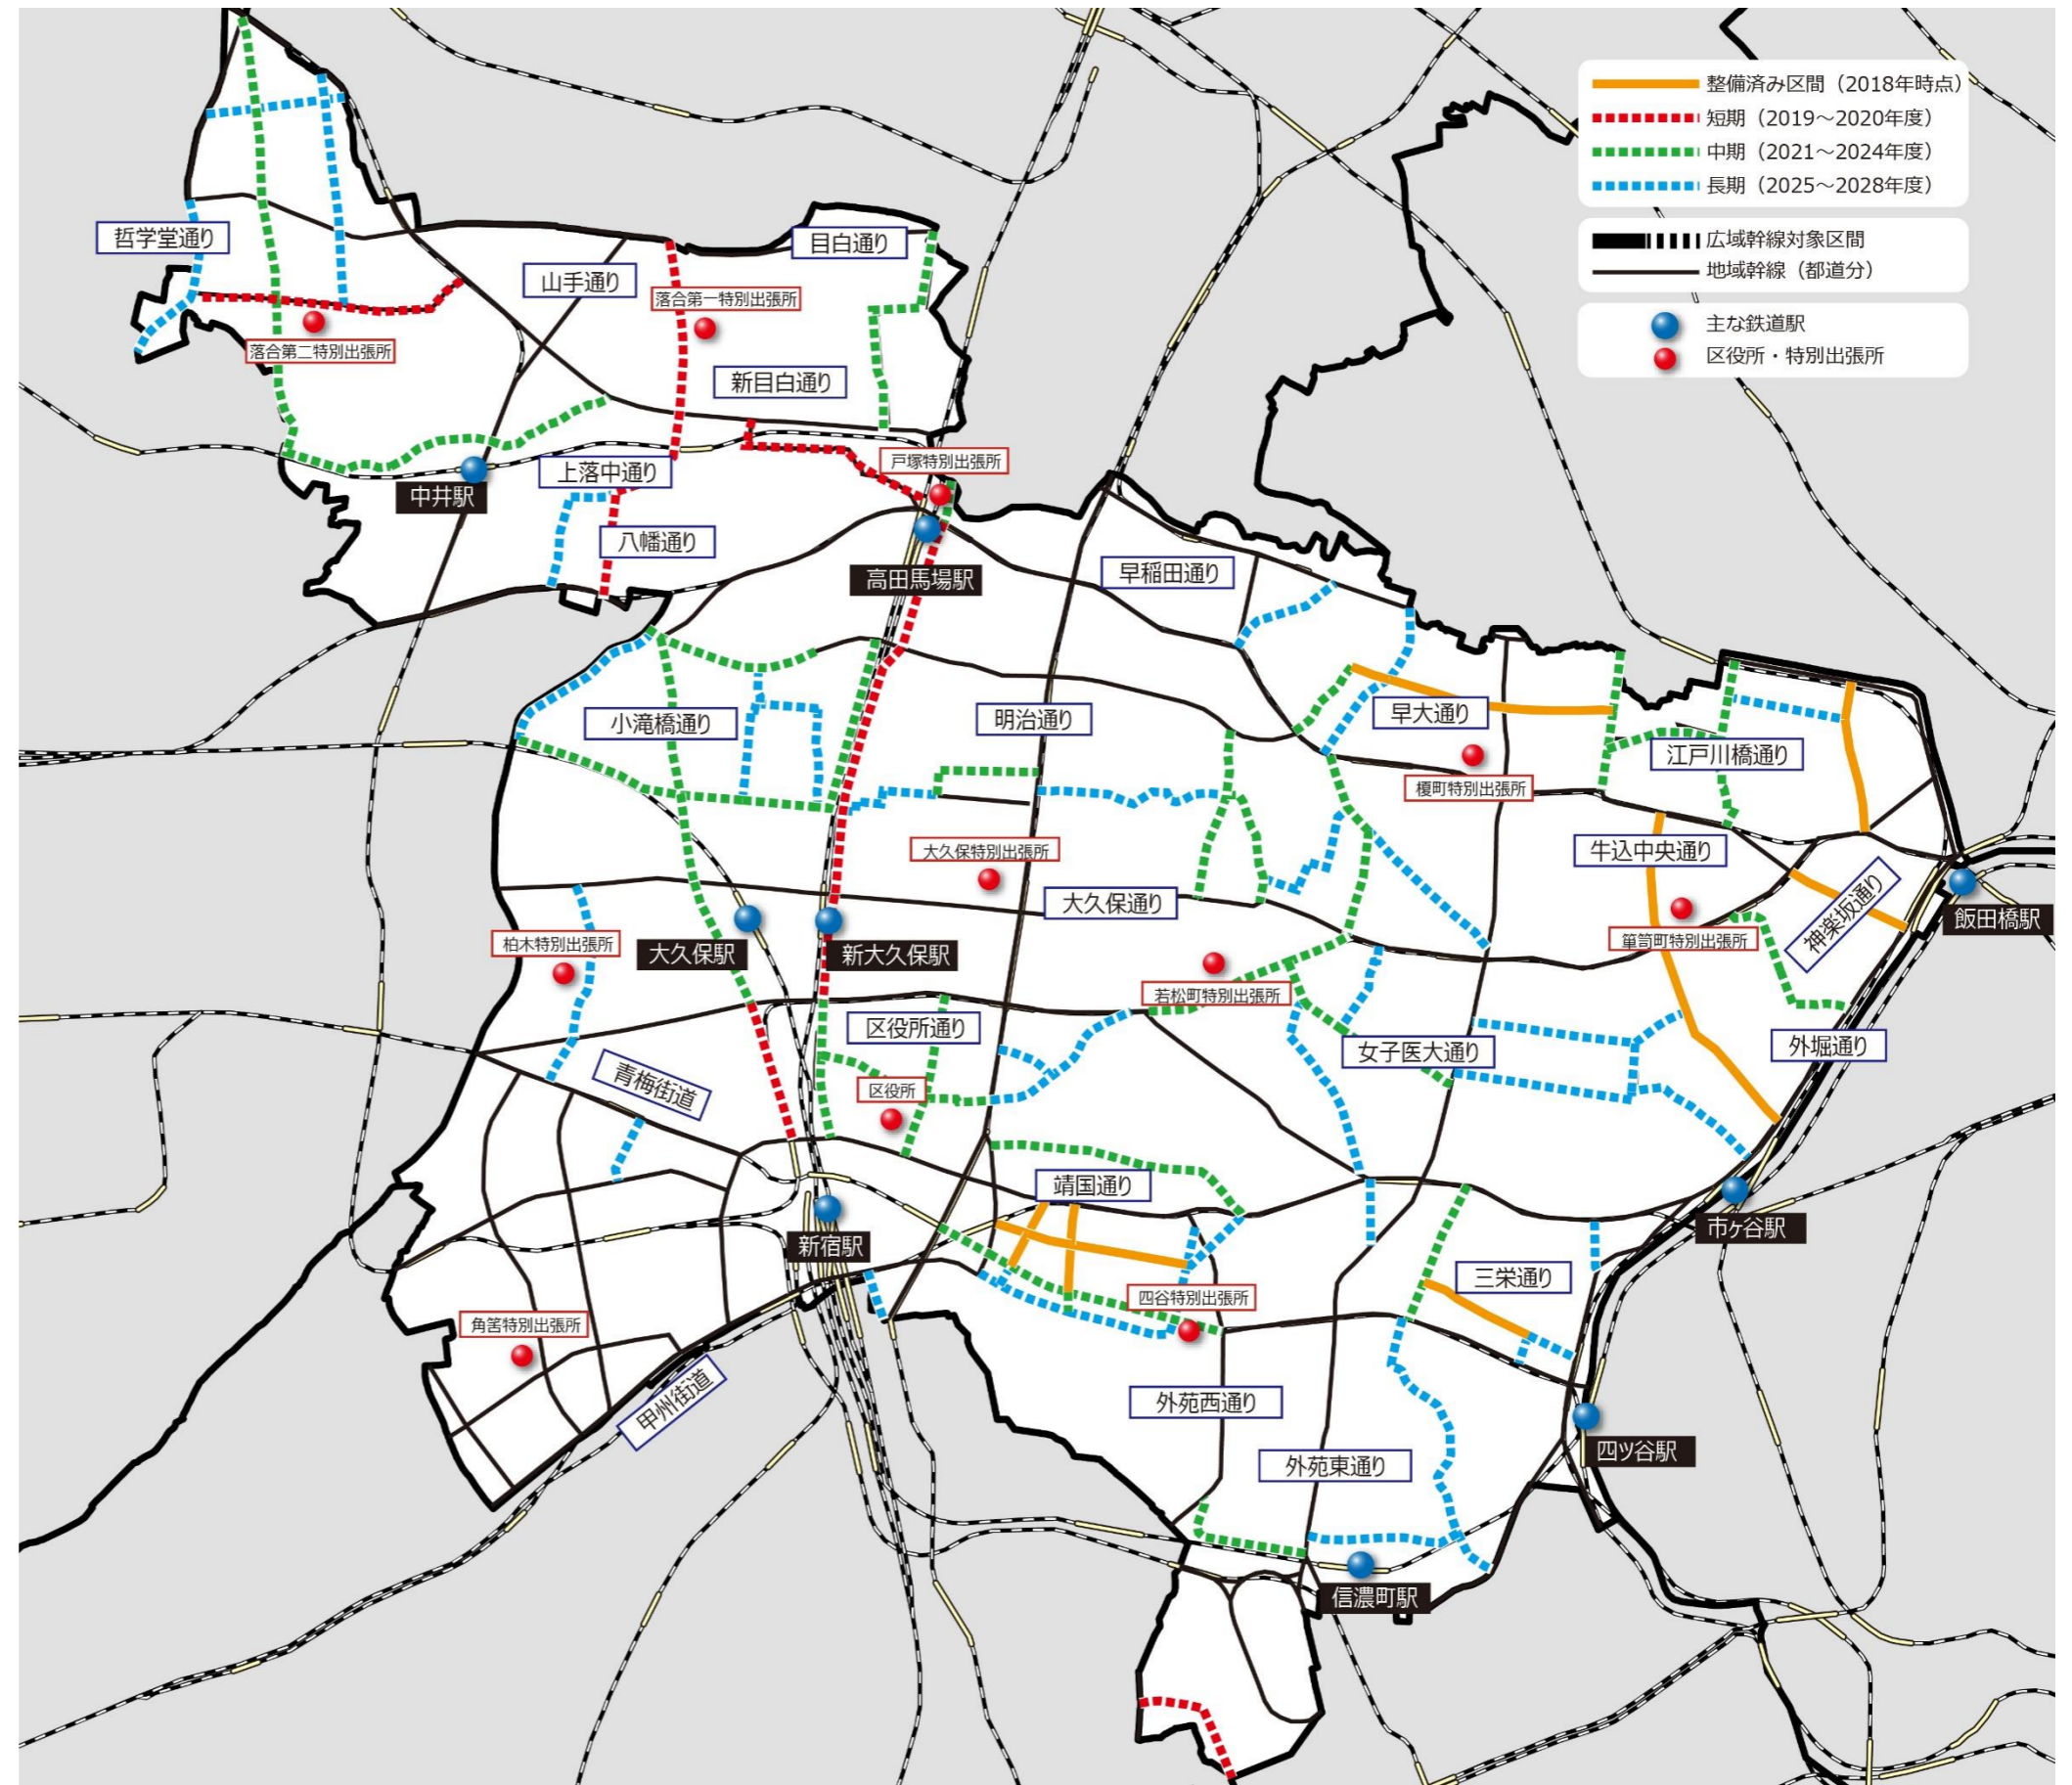 整備済み区間（2018年時点）
短期（2019～2020年度）
中期（2021～2024年度）
長期（2025～2028年度）
広域幹線対象区間
地域幹線（都道分）
主な鉄道駅
区役所・特別出張所
哲学堂通り
目白通り
山手通り
落合第一特別出張所
落合第二特別出張所
新目白通り
戸塚特別出張所
上落中通り
中井駅
八幡通り
高田馬場駅
早稲田通り
小滝橋通り
明治通り
早大通り
江戸川橋通り
榎町特別出張所
大久保特別出張所
牛込中央通り
大久保通り
神楽坂通り
飯田橋駅
柏木特別出張所
大久保駅
新大久保駅
箪笥町特別出張所
若松町特別出張所
区役所通り
女子医大通り
外堀通り
青梅街道
区役所
靖国通り
市ケ谷駅
新宿駅
三栄通り
四谷特別出張所
角筈特別出張所
甲州街道
外苑西通り
外苑東通り
四ツ谷駅
信濃町駅